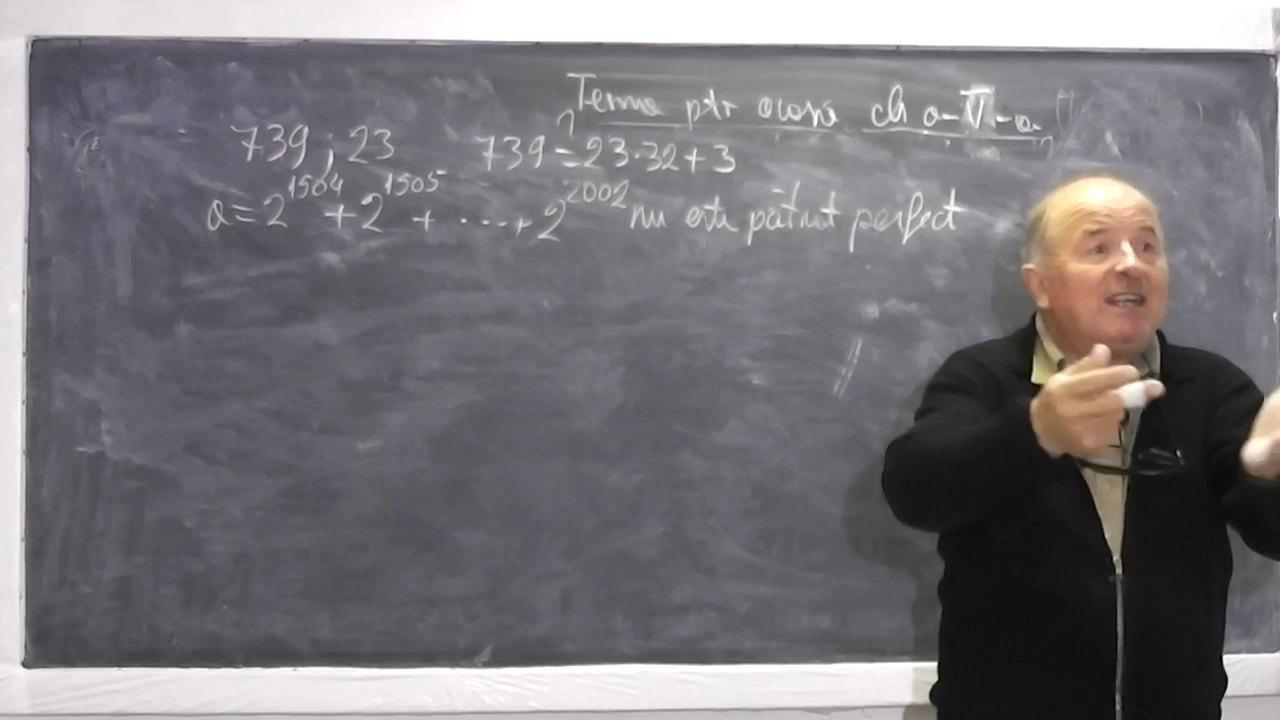 Tema ptr acasă cls a-V-a
739 ; 23 739 = 23·32+3
a=2^1504+2^1505+ ····+2^2002 nu este pătrat perfect